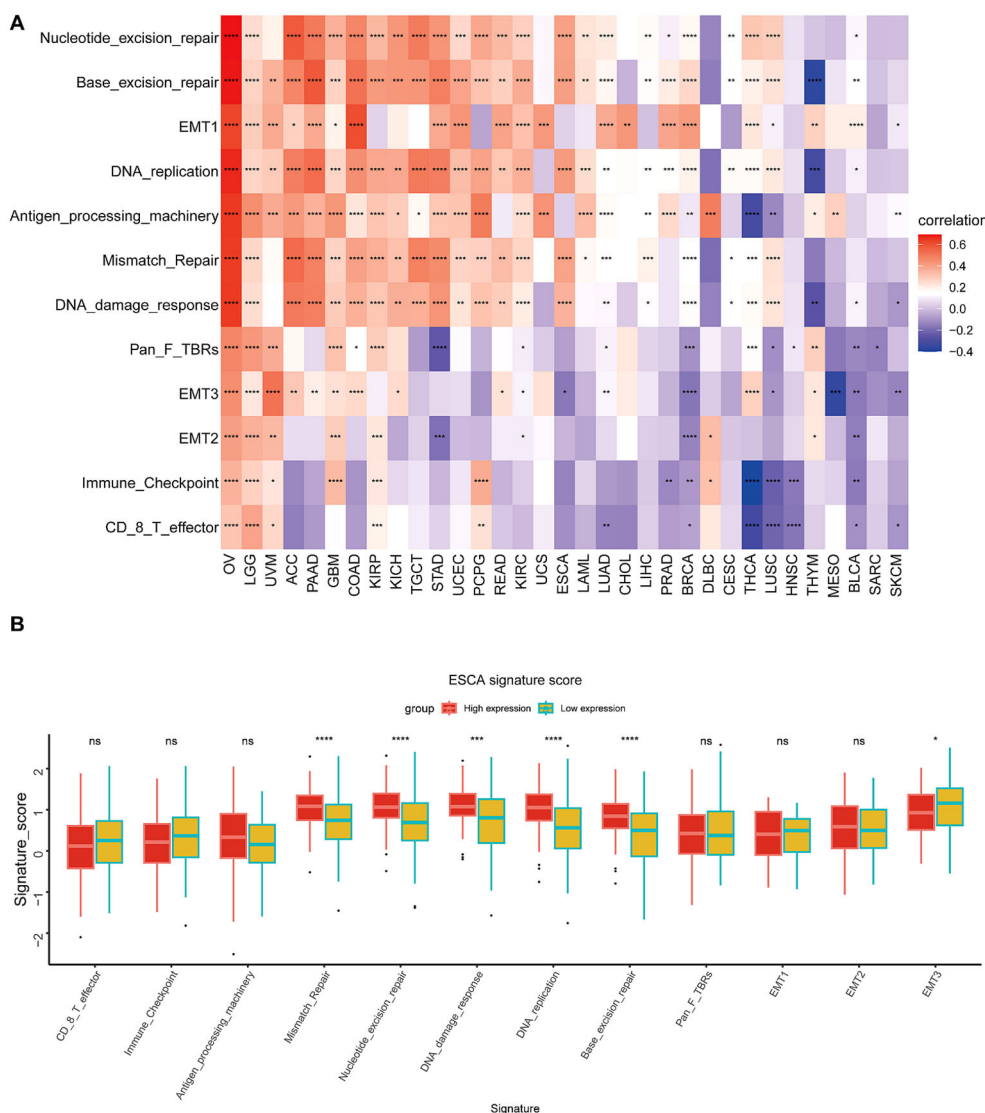 A
Nucleotide_excision_repair
Base_excision_repair
EMT1
DNA_replication
Antigen_processing_machinery
Mismatch_Repair
DNA_damage_response
Pan_F_TBRs
EMT3
EMT2
Immune_Checkpoint
CD_8_T_effector
OV LGG UVM ACC PAAD GBM COAD KIRP KICH TGCT STAD UCEC PCPG READ KIRC UCS ESCA LAML LUAD CHOL LIHC PRAD BRCA DLBC CESC THCA LUSC HNSC THYM MESO BLCA SARC SKCM
correlation
0.6
0.4
0.2
0.0
−0.2
−0.4
B
ESCA signature score
group High expression Low expression
ns ns ns **** **** *** **** **** ns ns ns *
Signature_score
2
1
0
−1
−2
CD_8_T_effector
Immune_Checkpoint
Antigen_processing_machinery
Mismatch_Repair
Nucleotide_excision_repair
DNA_damage_response
DNA_replication
Base_excision_repair
Pan_F_TBRs
EMT1
EMT2
EMT3
Signature